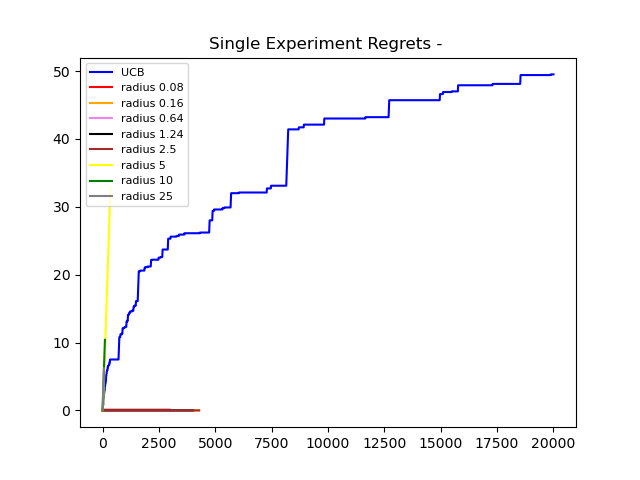 Single Experiment Regrets -
UCB
radius 0.08
radius 0.16
radius 0.64
radius 1.24
radius 2.5
radius 5
radius 10
radius 25
50
40
30
20
10
0
0 2500 5000 7500 10000 12500 15000 17500 20000